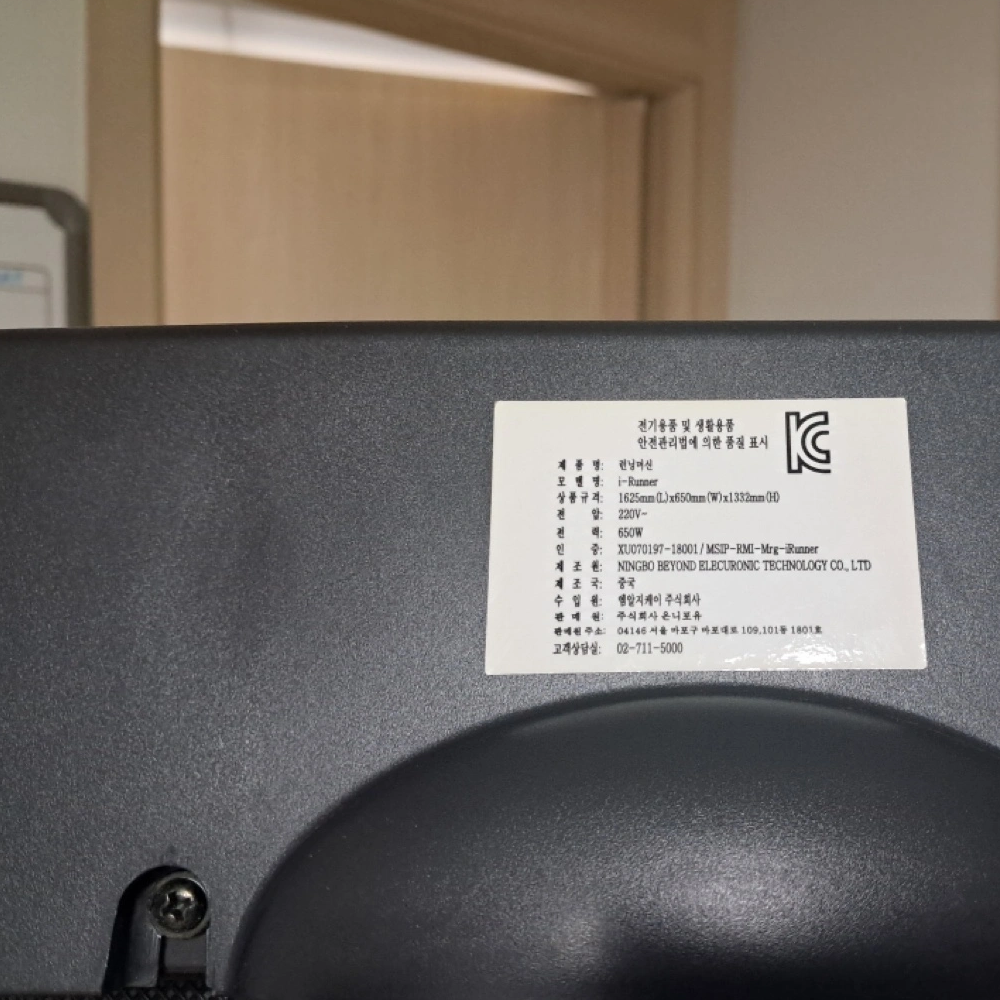 전기용품 및 생활용품
안전관리법에 의한 품질 표시
KC
제 품 명: 런닝머신
모 델 명: i-Runner
상품규격: 1625mm(L)x650mm(W)x1332mm(H)
전 압: 220V~
전 력: 650W
인 증: XU070197-18001/MSIP-RMI-Mrg-iRunner
제 조 원: NINGBO BEYOND ELECURONIC TECHNOLOGY CO., LTD
제 조 국: 중국
수 입 원: 엠알지케이 주식회사
판 매 원: 주식회사 온니포유
판매원주소: 04146 서울 마포구 마포대로 109,101동 1801호
고객상담실: 02-711-5000